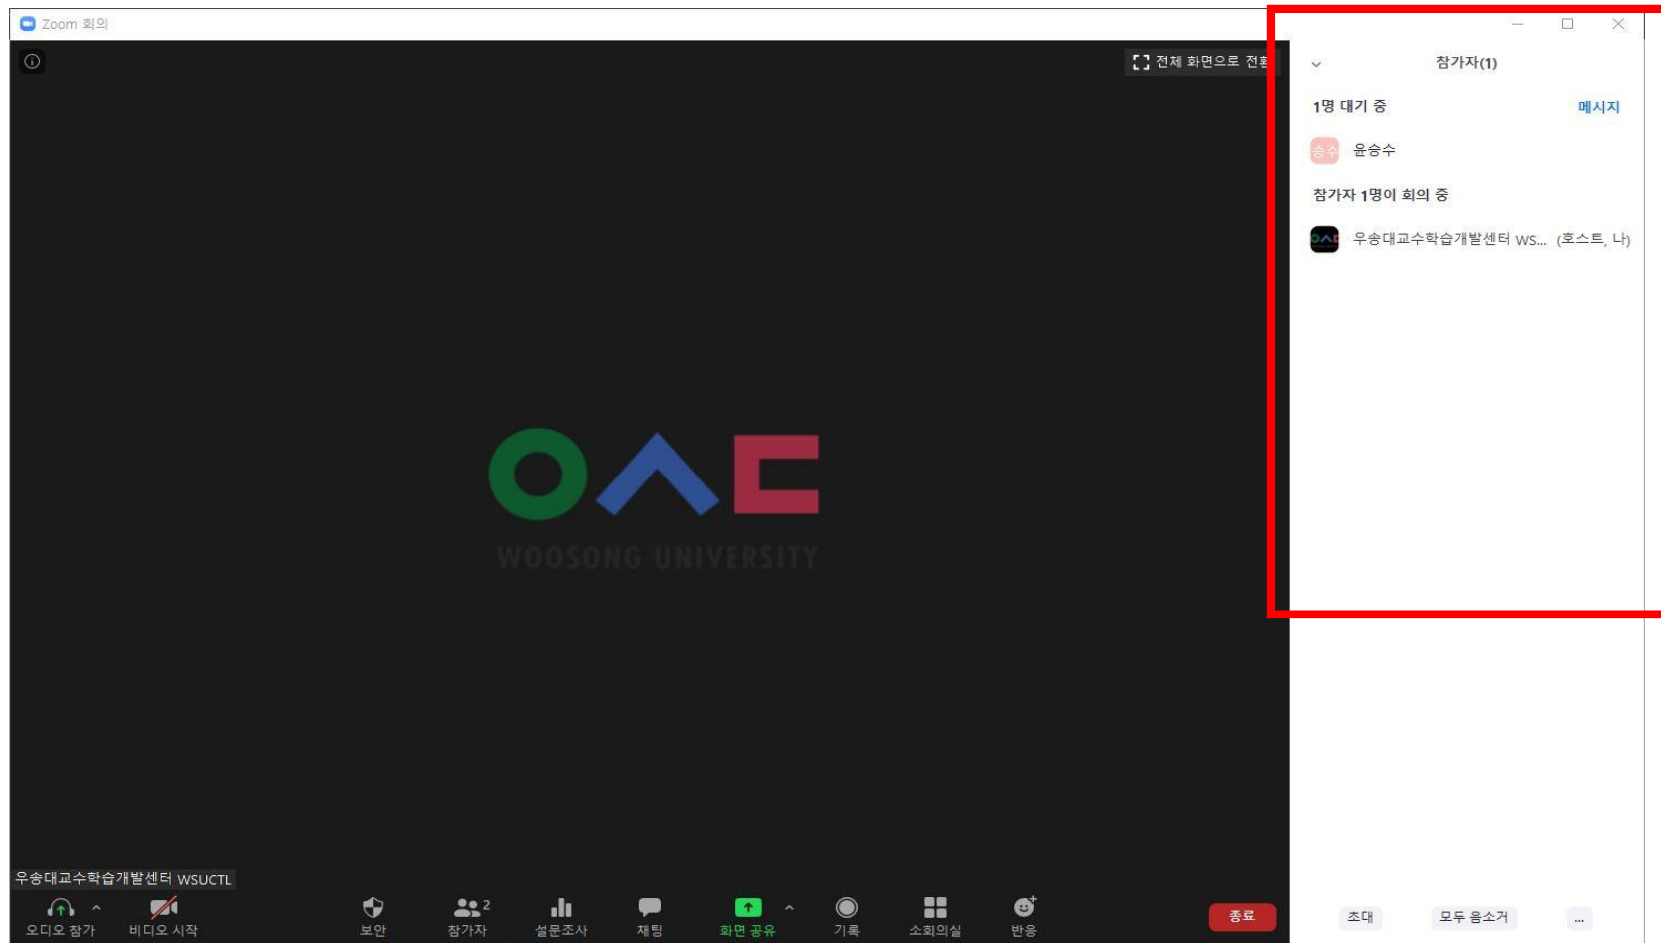 Zoom 회의
전체 화면으로 전환
참가자(1)
1명 대기 중
메시지
승수
윤승수
참가자 1명이 회의 중
우송대교수학습개발센터 WS... (호스트, 나)
WOOSONG UNIVERSITY
우송대교수학습개발센터 WSUCTL
오디오 참가
비디오 시작
보안
2
참가자
설문조사
채팅
화면 공유
기록
소회의실
반응
종료
초대
모두 음소거
...